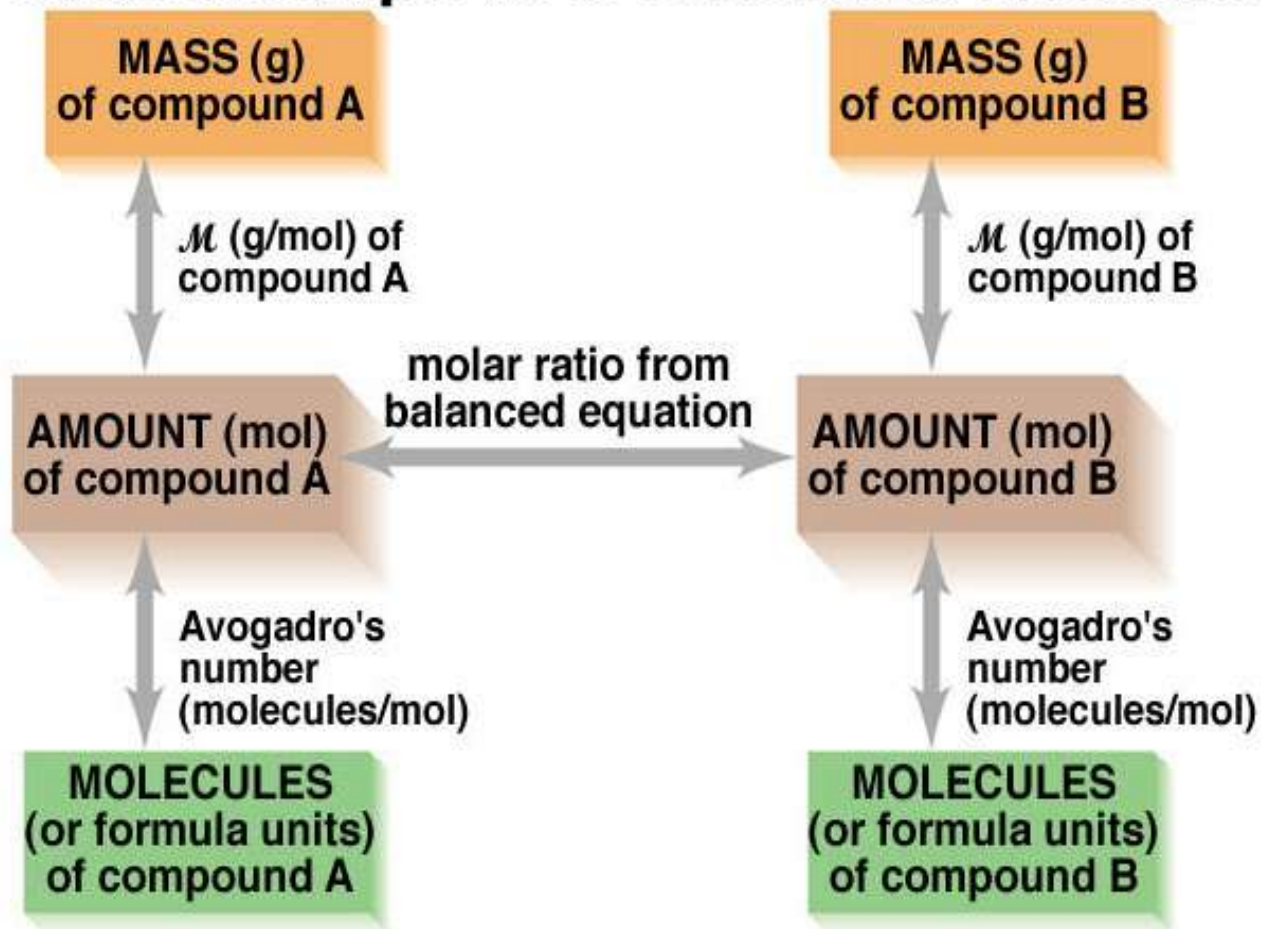 MASS (g)
of compound A
MASS (g)
of compound B
ℳ (g/mol) of
compound A
ℳ (g/mol) of
compound B
molar ratio from
balanced equation
AMOUNT (mol)
of compound A
AMOUNT (mol)
of compound B
Avogadro's
number
(molecules/mol)
Avogadro's
number
(molecules/mol)
MOLECULES
(or formula units)
of compound A
MOLECULES
(or formula units)
of compound B